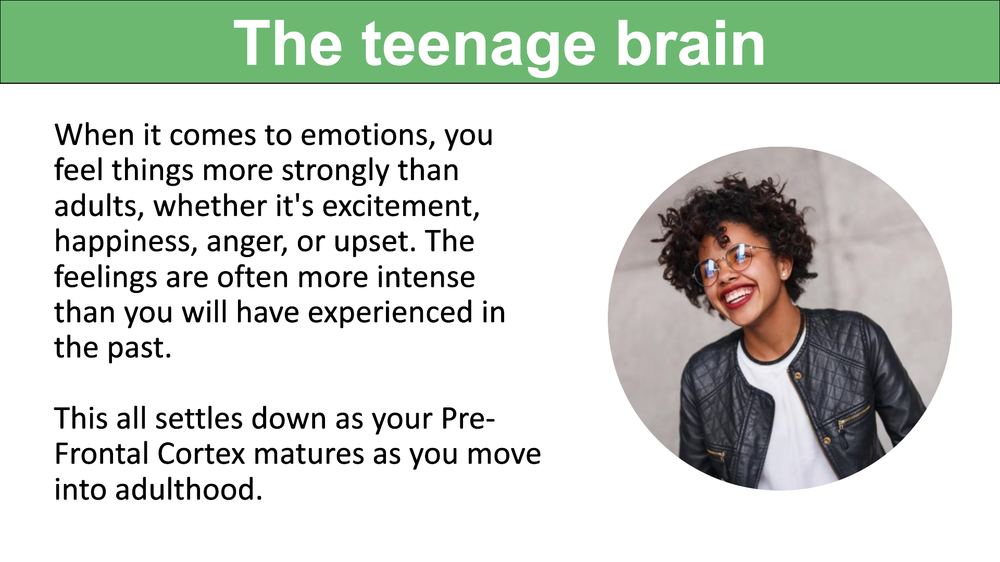 The teenage brain
When it comes to emotions, you
feel things more strongly than
adults, whether it's excitement,
happiness, anger, or upset. The
feelings are often more intense
than you will have experienced in
the past.
This all settles down as your Pre-
Frontal Cortex matures as you move
into adulthood.